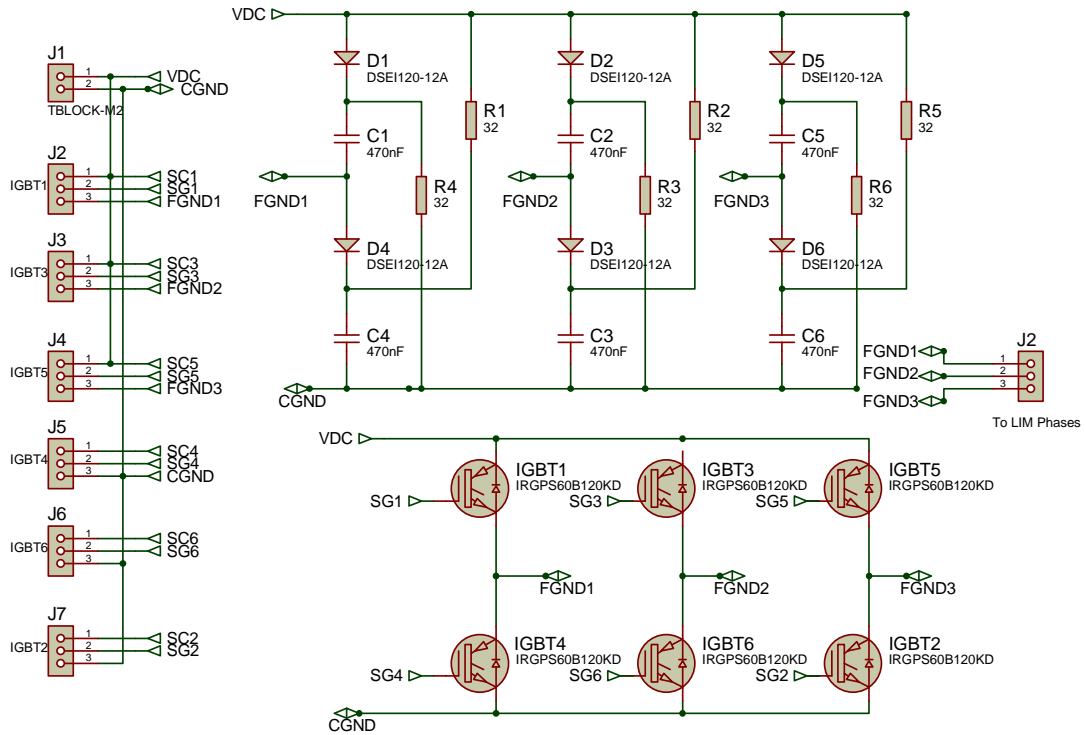 VDC
J1
1
2
VDC
CGND
TBLOCK-M2
D1
DSEI120-12A
D2
DSEI120-12A
D5
DSEI120-12A
R1
32
R2
32
R5
32
C1
470nF
C2
470nF
C5
470nF
J2
IGBT1
1
2
3
SC1
SG1
FGND1
FGND1
FGND2
FGND3
R4
32
R3
32
R6
32
J3
IGBT3
1
2
3
SC3
SG3
FGND2
D4
DSEI120-12A
D3
DSEI120-12A
D6
DSEI120-12A
J4
IGBT5
1
2
3
SC5
SG5
FGND3
C4
470nF
C3
470nF
C6
470nF
CGND
FGND1
FGND2
FGND3
J2
1
2
3
To LIM Phases
J5
IGBT4
1
2
3
SC4
SG4
CGND
VDC
IGBT1
IRGPS60B120KD
IGBT3
IRGPS60B120KD
IGBT5
IRGPS60B120KD
SG1
SG3
SG5
J6
IGBT6
1
2
3
SC6
SG6
FGND1
FGND2
FGND3
J7
IGBT2
1
2
3
SC2
SG2
IGBT4
IRGPS60B120KD
IGBT6
IRGPS60B120KD
IGBT2
IRGPS60B120KD
SG4
SG6
SG2
CGND